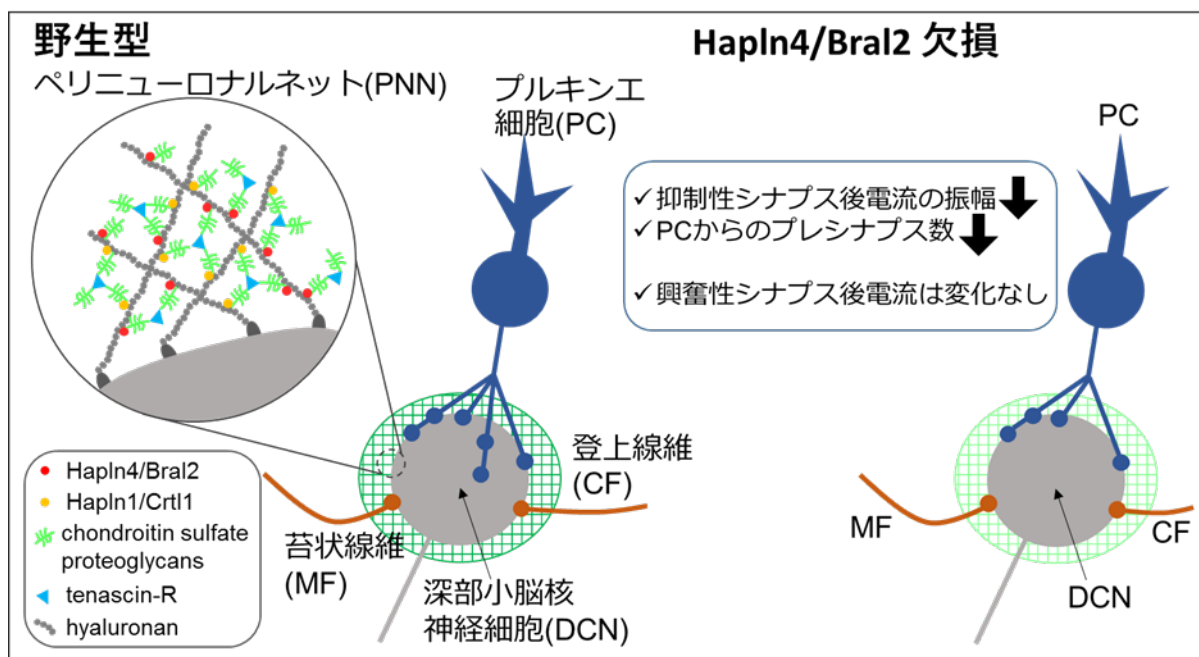 野生型
ペリニューロナルネット(PNN)
プルキンエ
細胞(PC)
登上線維
(CF)
苔状線維
(MF)
深部小脳核
神経細胞(DCN)
Hapln4/Bral2
Hapln1/Crtl1
chondroitin sulfate
proteoglycans
tenascin-R
hyaluronan
Hapln4/Bral2 欠損
PC
✓ 抑制性シナプス後電流の振幅
✓ PCからのプレシナプス数
✓ 興奮性シナプス後電流は変化なし
MF
CF
DCN